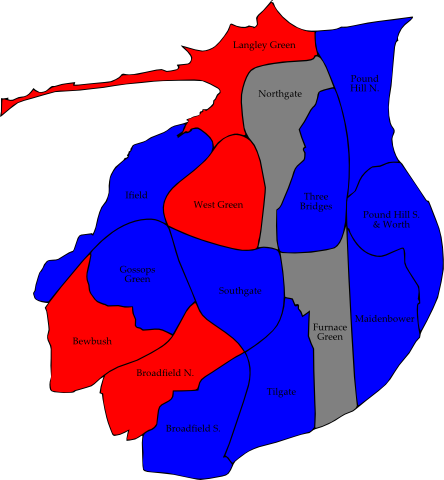 Langley Green
Pound
Hill N.
Northgate
Ifield
West Green
Three
Bridges
Pound Hill S.
& Worth
Gossops
Green
Southgate
Maidenbower
Furnace
Green
Bewbush
Broadfield N.
Tilgate
Broadfield S.